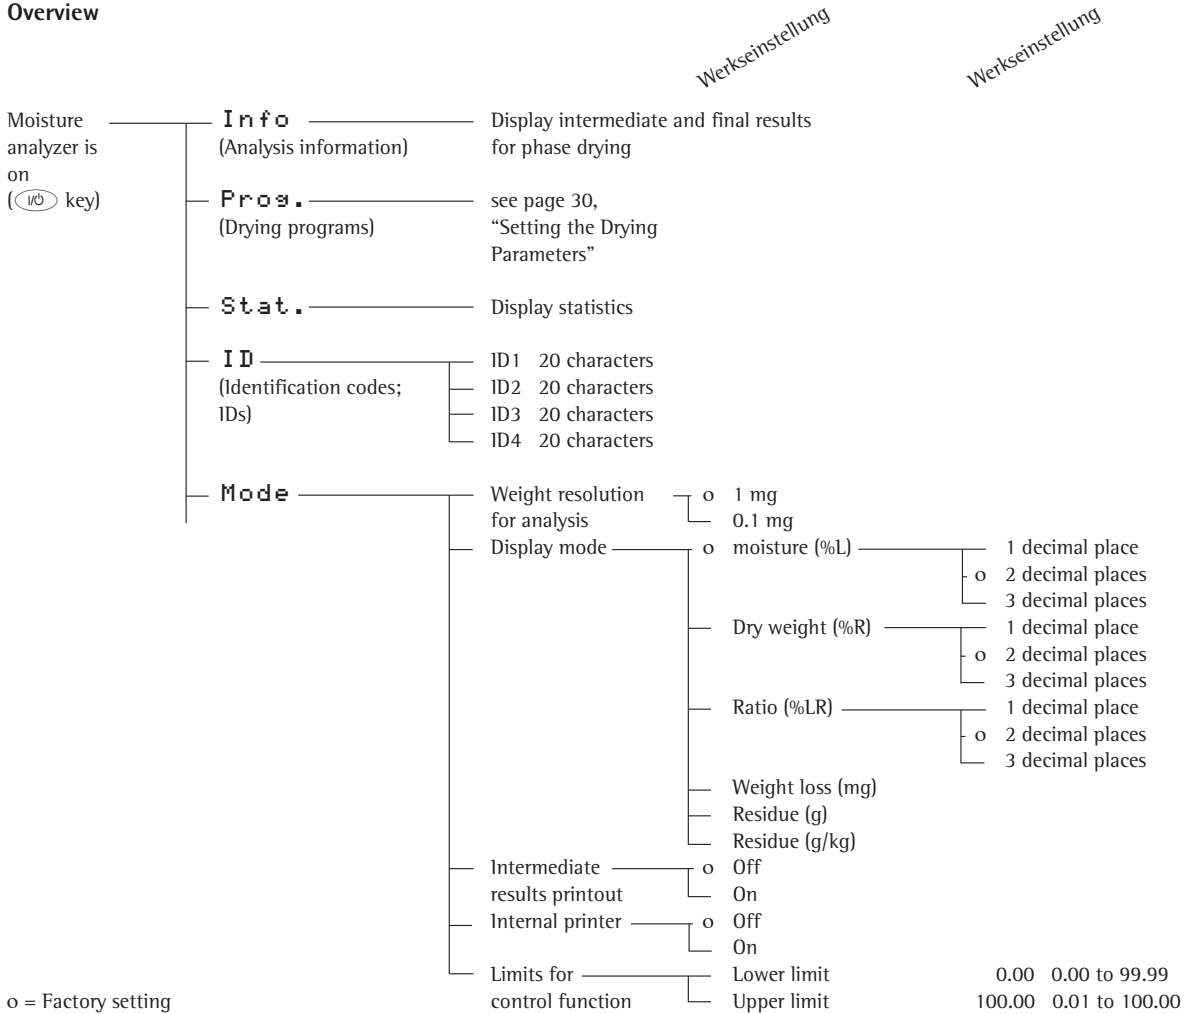 Overview
Werkseinstellung
Werkseinstellung
Moisture analyzer is on (I/⏻ key)
Info
(Analysis information)
Display intermediate and final results
for phase drying
Prog.
(Drying programs)
see page 30,
“Setting the Drying
Parameters”
Stat.
Display statistics
ID
(Identification codes;
IDs)
ID1 20 characters
ID2 20 characters
ID3 20 characters
ID4 20 characters
Mode
Weight resolution
for analysis
o 1 mg
0.1 mg
Display mode
o moisture (%L)
1 decimal place
o 2 decimal places
3 decimal places
Dry weight (%R)
1 decimal place
o 2 decimal places
3 decimal places
Ratio (%LR)
1 decimal place
o 2 decimal places
3 decimal places
Weight loss (mg)
Residue (g)
Residue (g/kg)
Intermediate
results printout
o Off
On
Internal printer
o Off
On
Limits for
control function
Lower limit 0.00 0.00 to 99.99
Upper limit 100.00 0.01 to 100.00
o = Factory setting